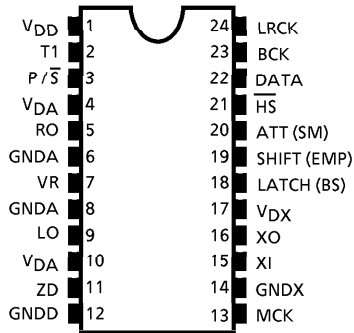 VDD 1 24 LRCK
T1 2 23 BCK
P/S̅ 3 22 DATA
VDA 4 21 H̅S̅
RO 5 20 ATT (SM)
GNDA 6 19 SHIFT (EMP)
VR 7 18 LATCH (BS)
GNDA 8 17 VDX
LO 9 16 XO
VDA 10 15 XI
ZD 11 14 GNDX
GNDD 12 13 MCK